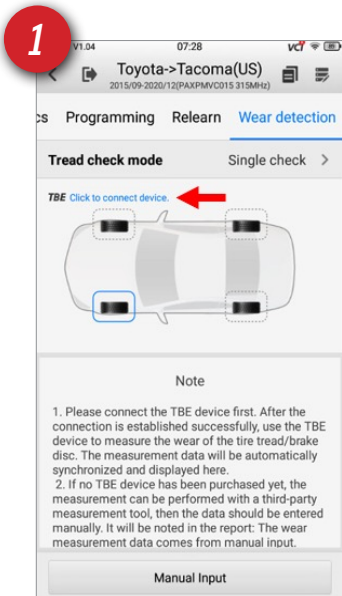 1
V1.04 07:28 VCI
Toyota->Tacoma(US)
2015/09-2020/12(PAXPMVC015 315MHz)
cs Programming Relearn Wear detection
Tread check mode Single check >
TBE Click to connect device.
Note
1. Please connect the TBE device first. After the
connection is established successfully, use the TBE
device to measure the wear of the tire tread/brake
disc. The measurement data will be automatically
synchronized and displayed here.
2. If no TBE device has been purchased yet, the
measurement can be performed with a third-party
measurement tool, then the data should be entered
manually. It will be noted in the report: The wear
measurement data comes from manual input.
Manual Input